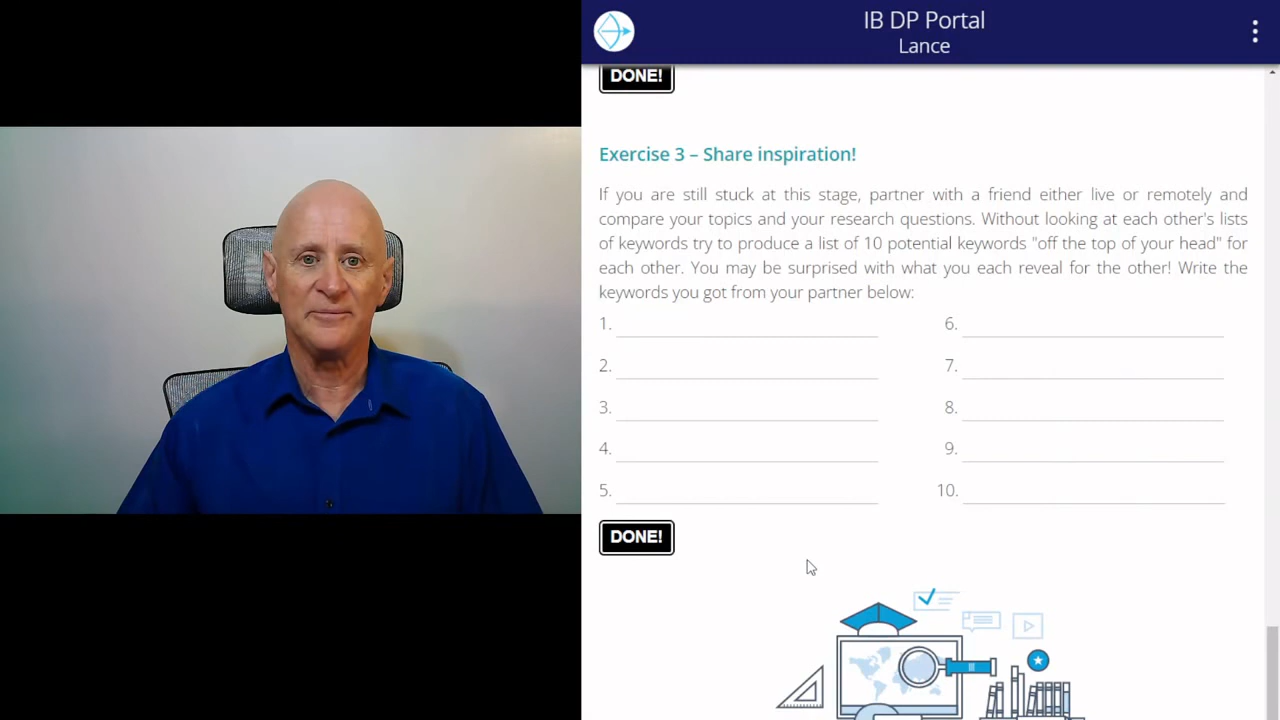 IB DP Portal
Lance
DONE!
Exercise 3 – Share inspiration!
If you are still stuck at this stage, partner with a friend either live or remotely and
compare your topics and your research questions. Without looking at each other's lists
of keywords try to produce a list of 10 potential keywords "off the top of your head" for
each other. You may be surprised with what you each reveal for the other! Write the
keywords you got from your partner below:
1.
2.
3.
4.
5.
6.
7.
8.
9.
10.
DONE!